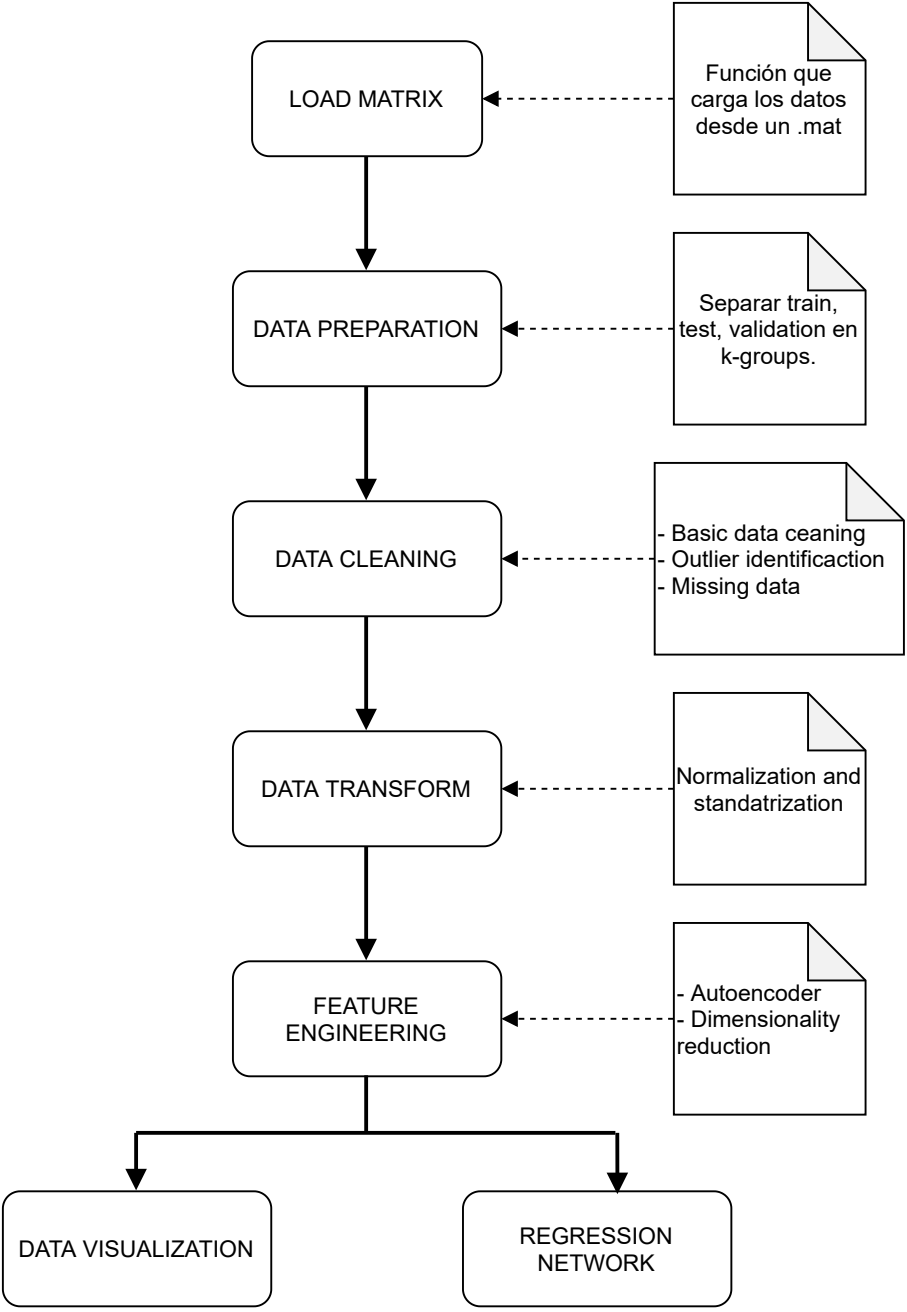 LOAD MATRIX
Función que
carga los datos
desde un .mat
DATA PREPARATION
Separar train,
test, validation en
k-groups.
DATA CLEANING
- Basic data ceaning
- Outlier identificaction
- Missing data
DATA TRANSFORM
Normalization and
standatrization
FEATURE
ENGINEERING
- Autoencoder
- Dimensionality
reduction
DATA VISUALIZATION
REGRESSION
NETWORK